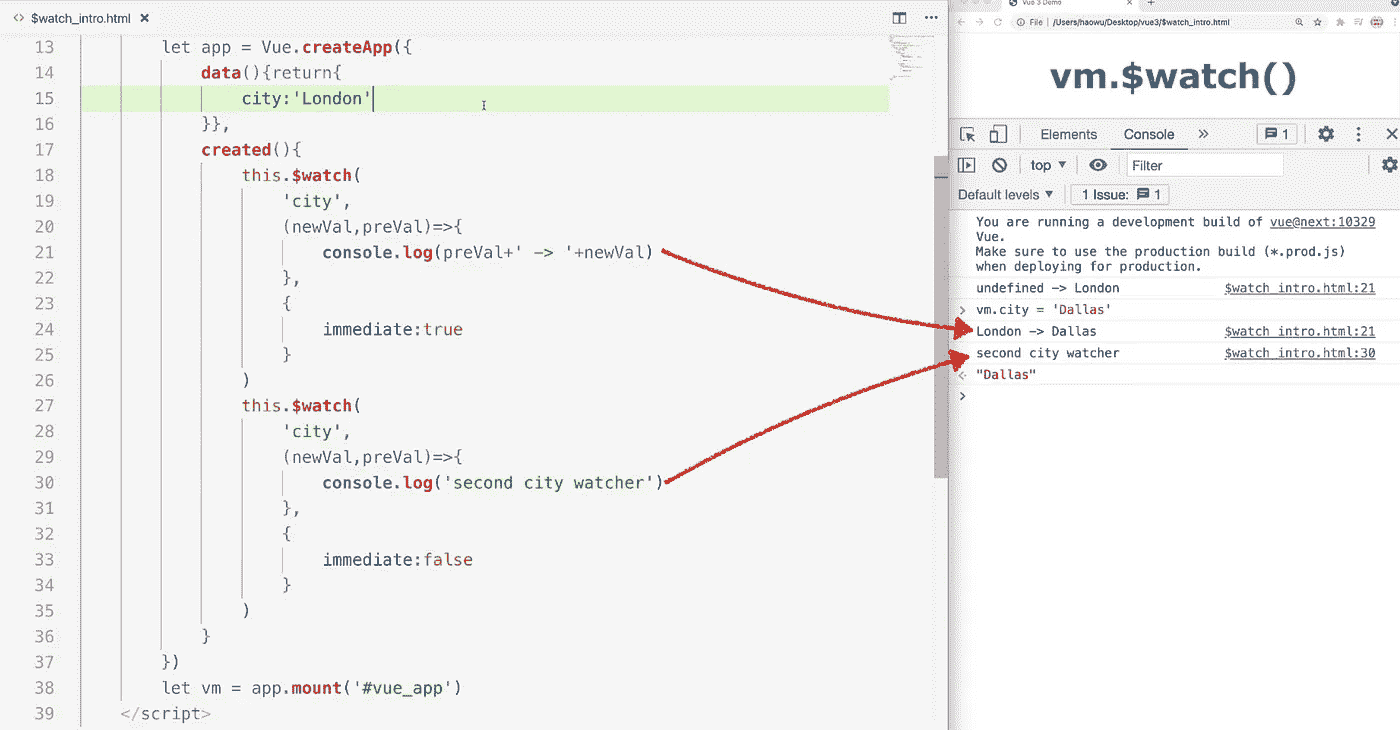 $watch_intro.html
13 let app = Vue.createApp({
14 data(){return{
15 city:'London'
16 }},
17 created(){
18 this.$watch(
19 'city',
20 (newVal,preVal)=>{
21 console.log(preVal+' -> '+newVal)
22 },
23 {
24 immediate:true
25 }
26 )
27 this.$watch(
28 'city',
29 (newVal,preVal)=>{
30 console.log('second city watcher')
31 },
32 {
33 immediate:false
34 }
35 )
36 }
37 })
38 let vm = app.mount('#vue_app')
39 </script>
Vue 3 Demo
File | /Users/haowu/Desktop/vue3/$watch_intro.html
vm.$watch()
Elements Console 1
top Filter
Default levels 1 Issue: 1
You are running a development build of vue@next:10329
Vue.
Make sure to use the production build (*.prod.js)
when deploying for production.
undefined -> London $watch_intro.html:21
> vm.city = 'Dallas'
London -> Dallas $watch_intro.html:21
second city watcher $watch_intro.html:30
"Dallas"
>